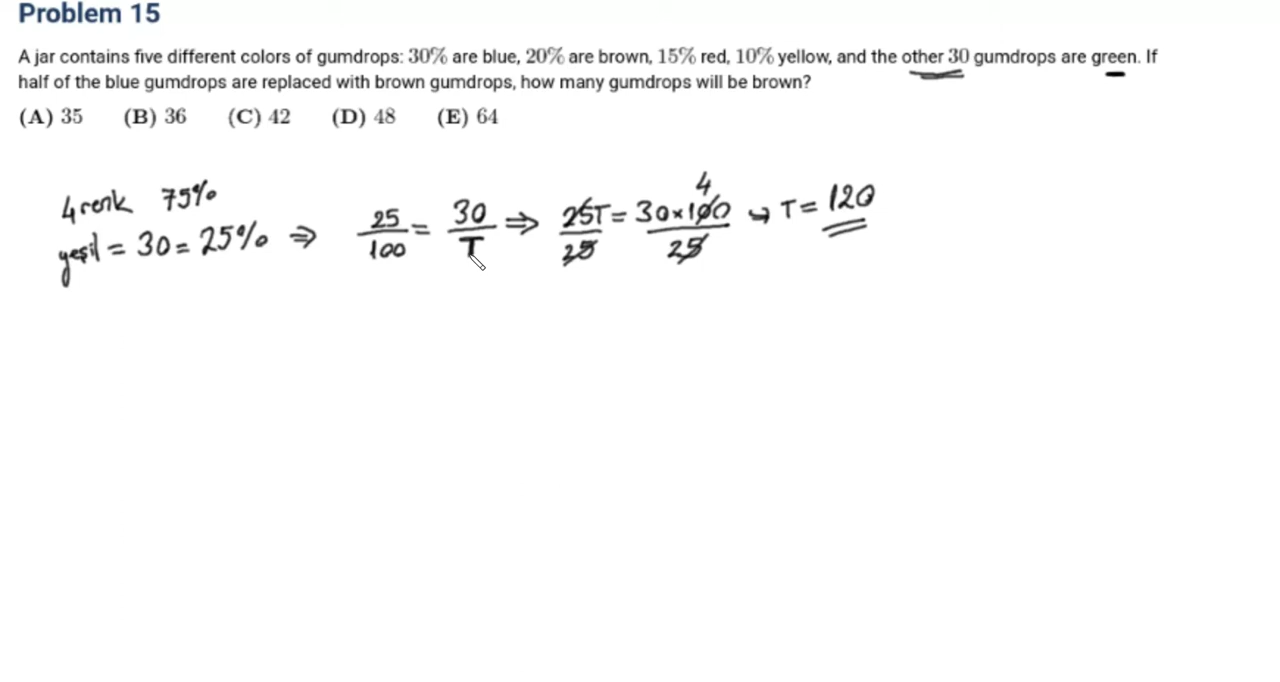 Problem 15
A jar contains five different colors of gumdrops: 30% are blue, 20% are brown, 15% red, 10% yellow, and the other 30 gumdrops are green. If
half of the blue gumdrops are replaced with brown gumdrops, how many gumdrops will be brown?
(A) 35 (B) 36 (C) 42 (D) 48 (E) 64
4 renk 75%
yeşil = 30 = 25% ⇒ 25/100 = 30/T ⇒ 25T/25 = 30×100/25 4 → T = 120